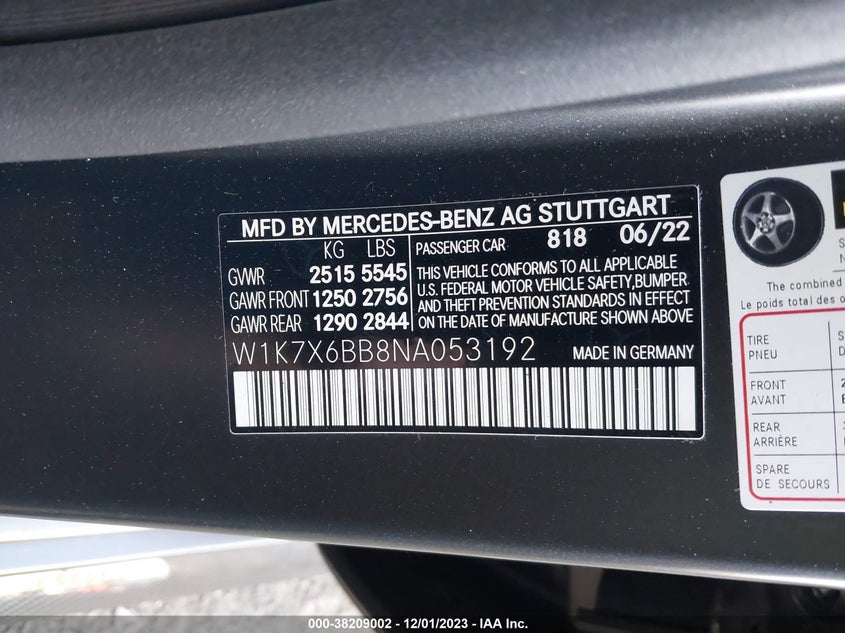 MFD BY MERCEDES-BENZ AG STUTTGART
KG LBS
GVWR 2515 5545
GAWR FRONT 1250 2756
GAWR REAR 1290 2844
PASSENGER CAR 818 06/22
THIS VEHICLE CONFORMS TO ALL APPLICABLE
U.S. FEDERAL MOTOR VEHICLE SAFETY,BUMPER
AND THEFT PREVENTION STANDARDS IN EFFECT
ON THE DATE OF MANUFACTURE SHOWN ABOVE
W1K7X6BB8NA053192 MADE IN GERMANY
The combined
Le poids total des
TIRE
PNEU
FRONT
AVANT
REAR
ARRIÈRE
SPARE
DE SECOURS
000-38209002 - 12/01/2023 - IAA Inc.